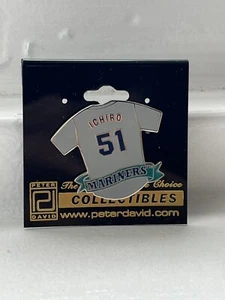 ICHIRO
51
MARINERS
The Choice
PETER DAVID
COLLECTIBLES
www.peterdavid.com